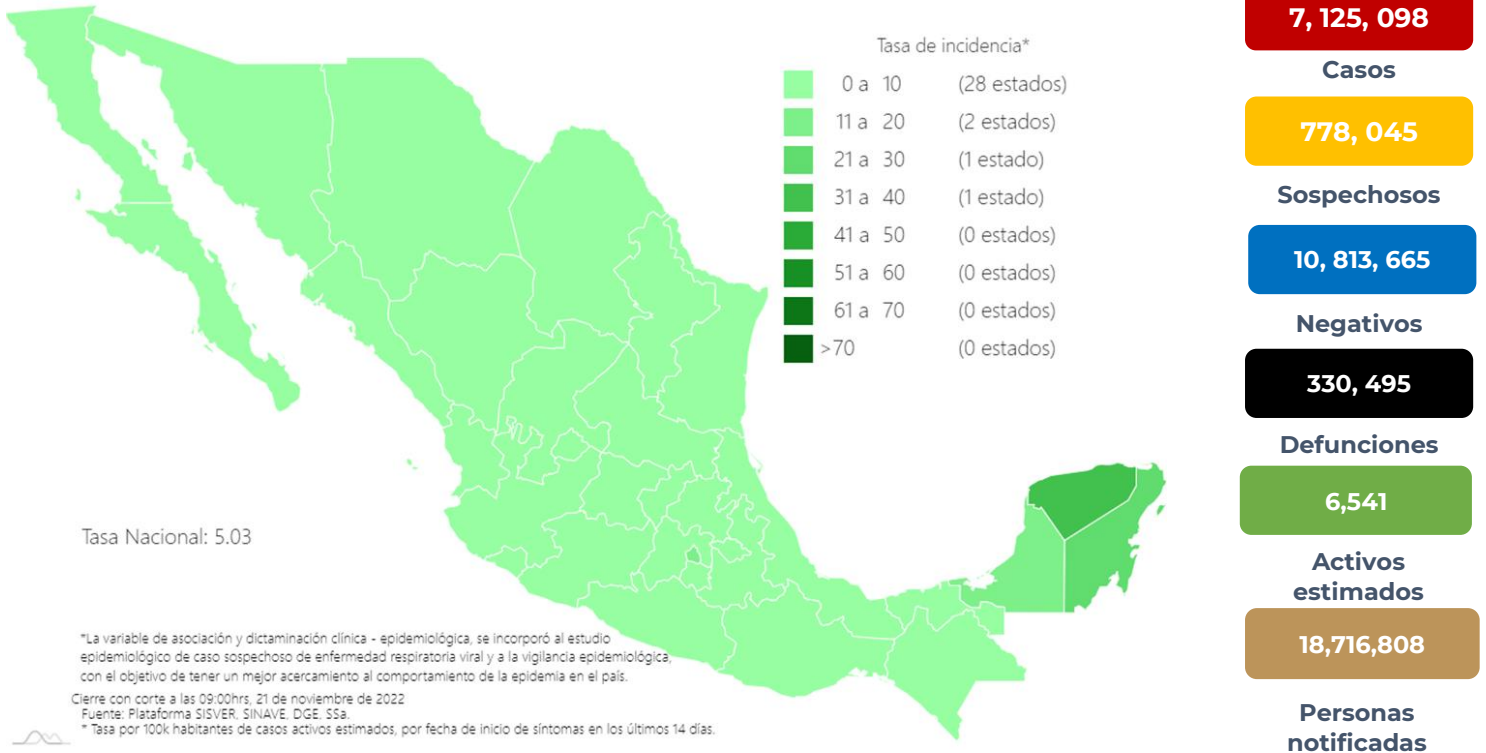 Tasa de incidencia*
0 a 10 (28 estados)
11 a 20 (2 estados)
21 a 30 (1 estado)
31 a 40 (1 estado)
41 a 50 (0 estados)
51 a 60 (0 estados)
61 a 70 (0 estados)
>70 (0 estados)
Tasa Nacional: 5.03
*La variable de asociación y dictaminación clínica - epidemiológica, se incorporó al estudio
epidemiológico de caso sospechoso de enfermedad respiratoria viral y a la vigilancia epidemiológica,
con el objetivo de tener un mejor acercamiento al comportamiento de la epidemia en el país.
Cierre con corte a las 09:00hrs, 21 de noviembre de 2022
Fuente: Plataforma SISVER, SINAVE, DGE, SSa.
* Tasa por 100k habitantes de casos activos estimados, por fecha de inicio de síntomas en los últimos 14 días.
7, 125, 098
Casos
778, 045
Sospechosos
10, 813, 665
Negativos
330, 495
Defunciones
6,541
Activos
estimados
18,716,808
Personas
notificadas